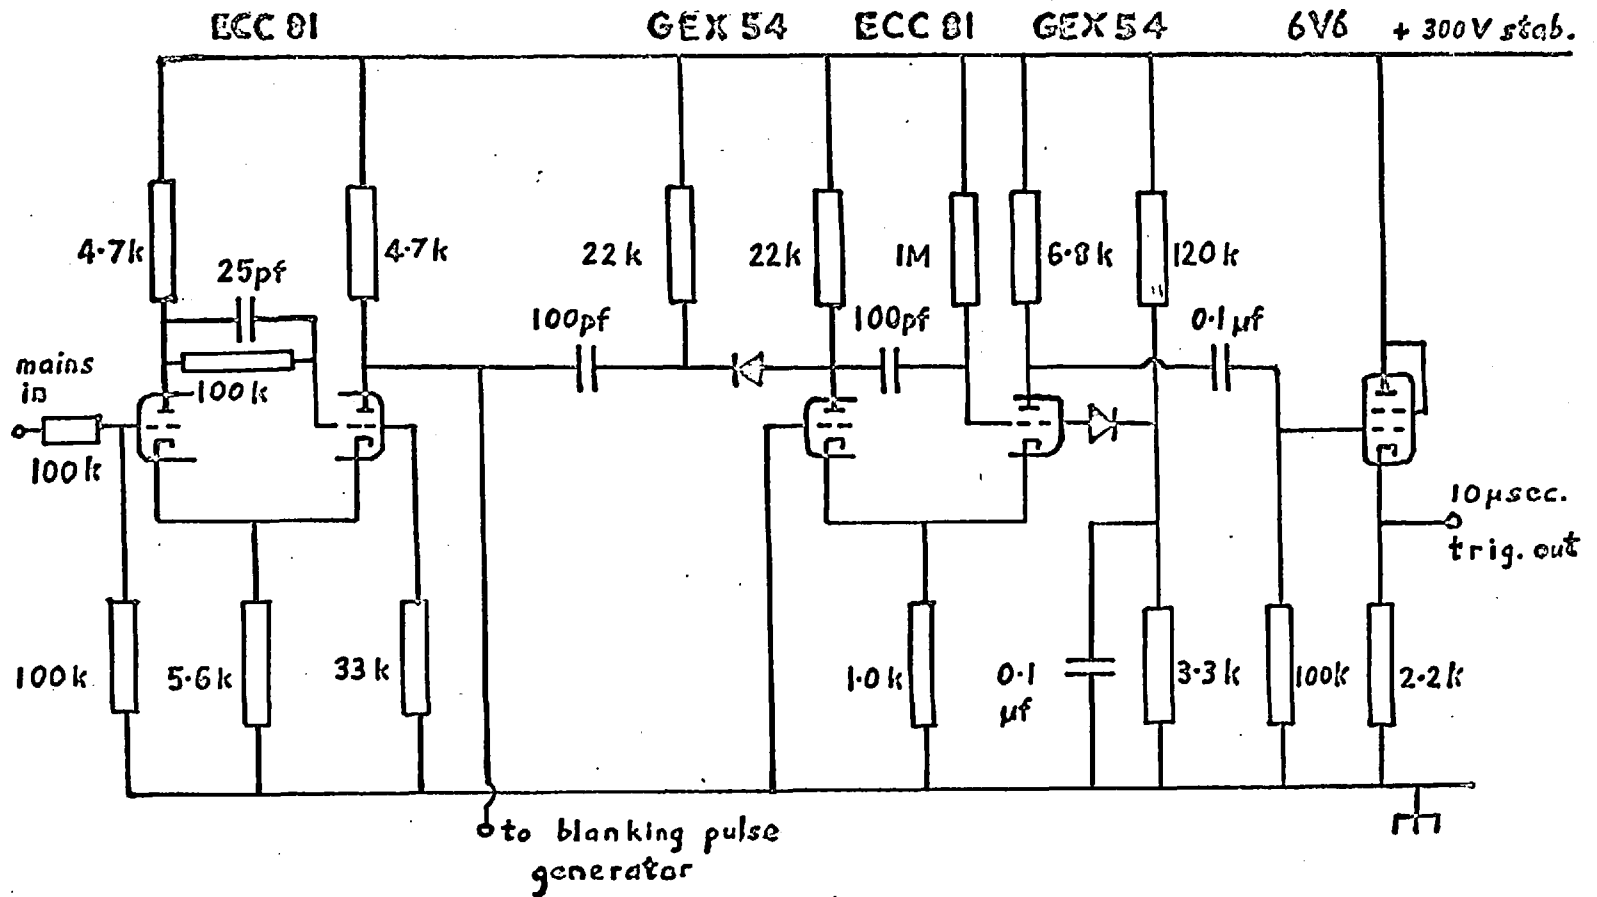 ECC 81 GEX 54 ECC 81 GEX 54 6V6 + 300V stab.
4.7k 4.7k 22k 22k 1M 6.8k 120k
25pf
100pf 100pf 0.1 µf
mains
in
100k
100k
10 µsec.
trig. out
100k 5.6k 33k 1.0k 0.1
µf
3.3k 100k 2.2k
to blanking pulse
generator